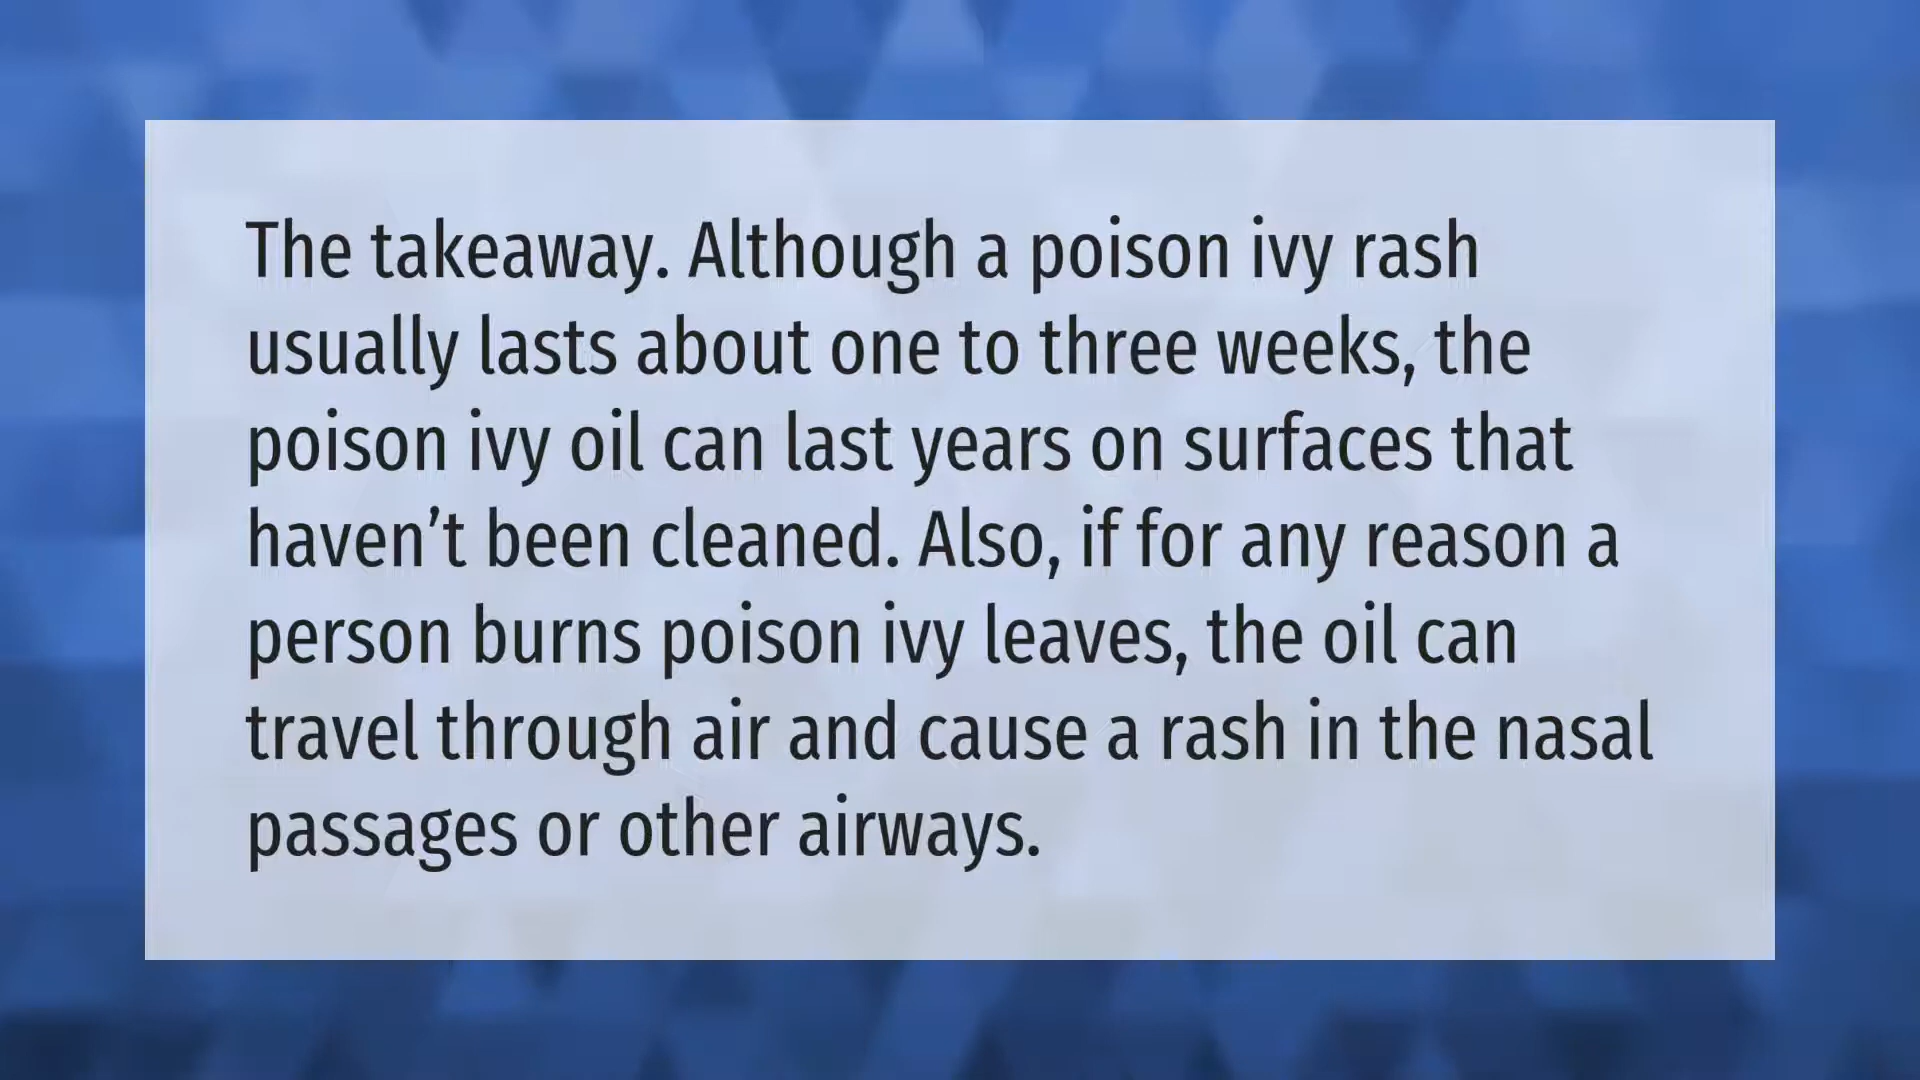 The takeaway. Although a poison ivy rash
usually lasts about one to three weeks, the
poison ivy oil can last years on surfaces that
haven’t been cleaned. Also, if for any reason a
person burns poison ivy leaves, the oil can
travel through air and cause a rash in the nasal
passages or other airways.